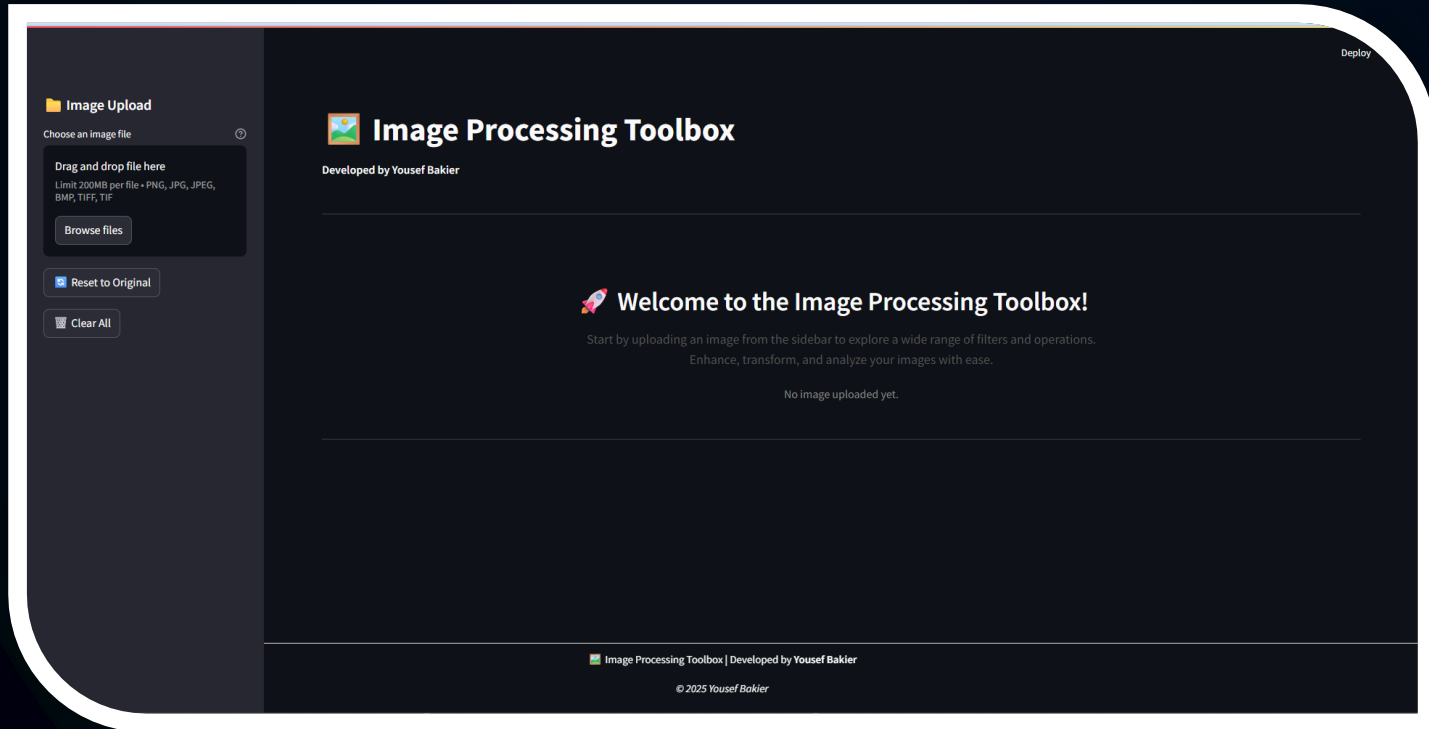 Deploy
Image Upload
Choose an image file
Drag and drop file here
Limit 200MB per file • PNG, JPG, JPEG,
BMP, TIFF, TIF
Browse files
Reset to Original
Clear All
Image Processing Toolbox
Developed by Yousef Bakier
Welcome to the Image Processing Toolbox!
Start by uploading an image from the sidebar to explore a wide range of filters and operations.
Enhance, transform, and analyze your images with ease.
No image uploaded yet.
Image Processing Toolbox | Developed by Yousef Bakier
© 2025 Yousef Bakier